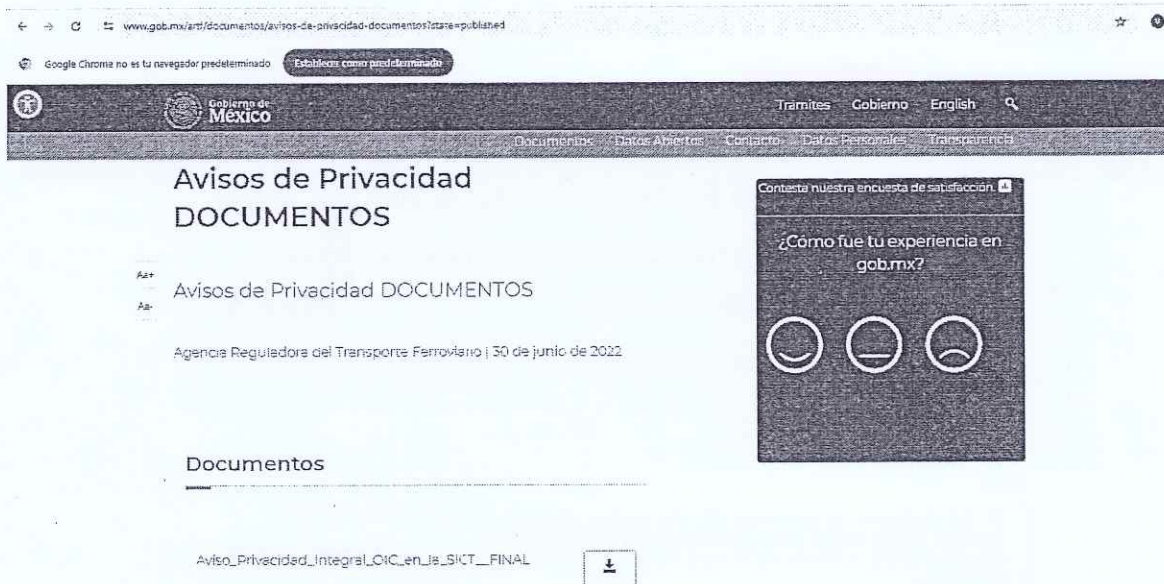 www.gob.mx/artf/documentos/avisos-de-privacidad-documentos?state=published
Google Chrome no es tu navegador predeterminado Establecer como predeterminado
Gobierno de
México
Trámites Gobierno English
Documentos Datos Abiertos Contacto Datos Personales Transparencia
Avisos de Privacidad
DOCUMENTOS
Contesta nuestra encuesta de satisfacción.
¿Cómo fue tu experiencia en
gob.mx?
Aa+
Avisos de Privacidad DOCUMENTOS
Aa-
Agencia Reguladora del Transporte Ferroviario | 30 de junio de 2022
Documentos
Aviso_Privacidad_Integral_OIC_en_la_SICT__FINAL